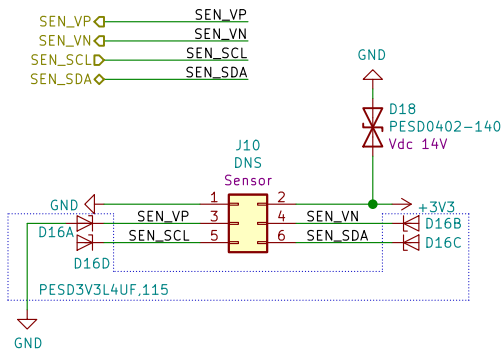 SEN_VP SEN_VP
SEN_VN SEN_VN
SEN_SCL SEN_SCL
SEN_SDA SEN_SDA
GND
D18
PESD0402-140
Vdc 14V
J10
DNS
Sensor
GND 1 2 +3V3
SEN_VP 3 4 SEN_VN D16B
D16A
SEN_SCL 5 6 SEN_SDA D16C
D16D
PESD3V3L4UF,115
GND